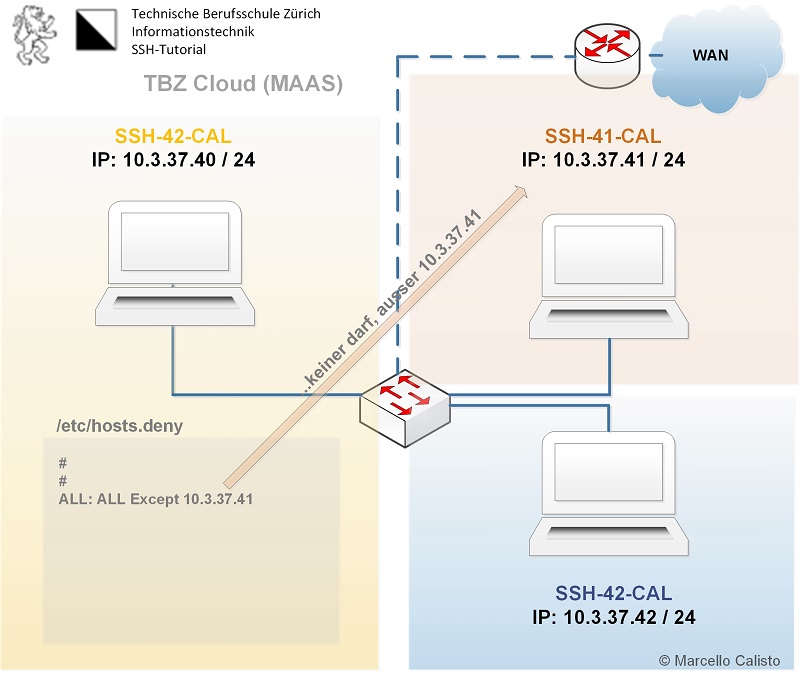 Technische Berufsschule Zürich
Informationstechnik
SSH-Tutorial
TBZ Cloud (MAAS)
WAN
SSH-42-CAL
IP: 10.3.37.40 / 24
SSH-41-CAL
IP: 10.3.37.41 / 24
..keiner darf, ausser 10.3.37.41
/etc/hosts.deny
#
#
ALL: ALL Except 10.3.37.41
SSH-42-CAL
IP: 10.3.37.42 / 24
© Marcello Calisto